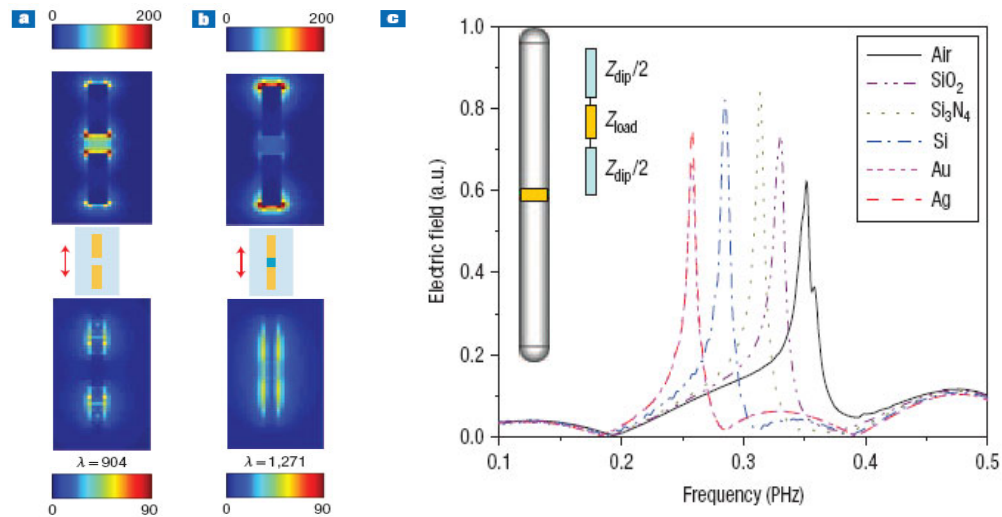 a
0 200
λ = 904
0 90
b
0 200
λ = 1,271
0 90
c
Electric field (a.u.)
1.0
0.8
0.6
0.4
0.2
0.0
Z_dip/2
Z_load
Z_dip/2
Air
SiO₂
Si₃N₄
Si
Au
Ag
0.1 0.2 0.3 0.4 0.5
Frequency (PHz)